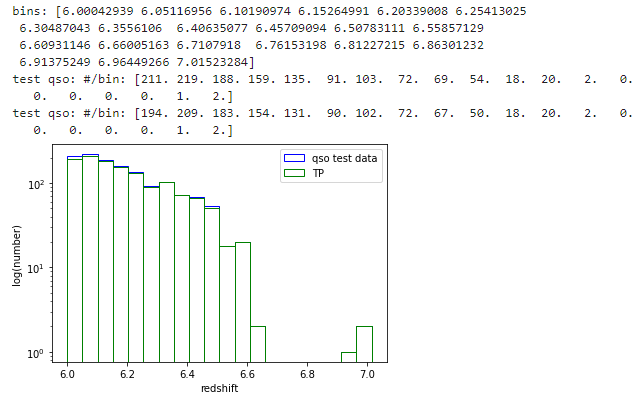 bins: [6.00042939 6.05116956 6.10190974 6.15264991 6.20339008 6.25413025
6.30487043 6.3556106 6.40635077 6.45709094 6.50783111 6.55857129
6.60931146 6.66005163 6.7107918 6.76153198 6.81227215 6.86301232
6.91375249 6.96449266 7.01523284]
test qso: #/bin: [211. 219. 188. 159. 135. 91. 103. 72. 69. 54. 18. 20. 2. 0.
0. 0. 0. 0. 1. 2.]
test qso: #/bin: [194. 209. 183. 154. 131. 90. 102. 72. 67. 50. 18. 20. 2. 0.
0. 0. 0. 0. 1. 2.]
qso test data
TP
10²
10¹
10⁰
log(number)
6.0 6.2 6.4 6.6 6.8 7.0
redshift